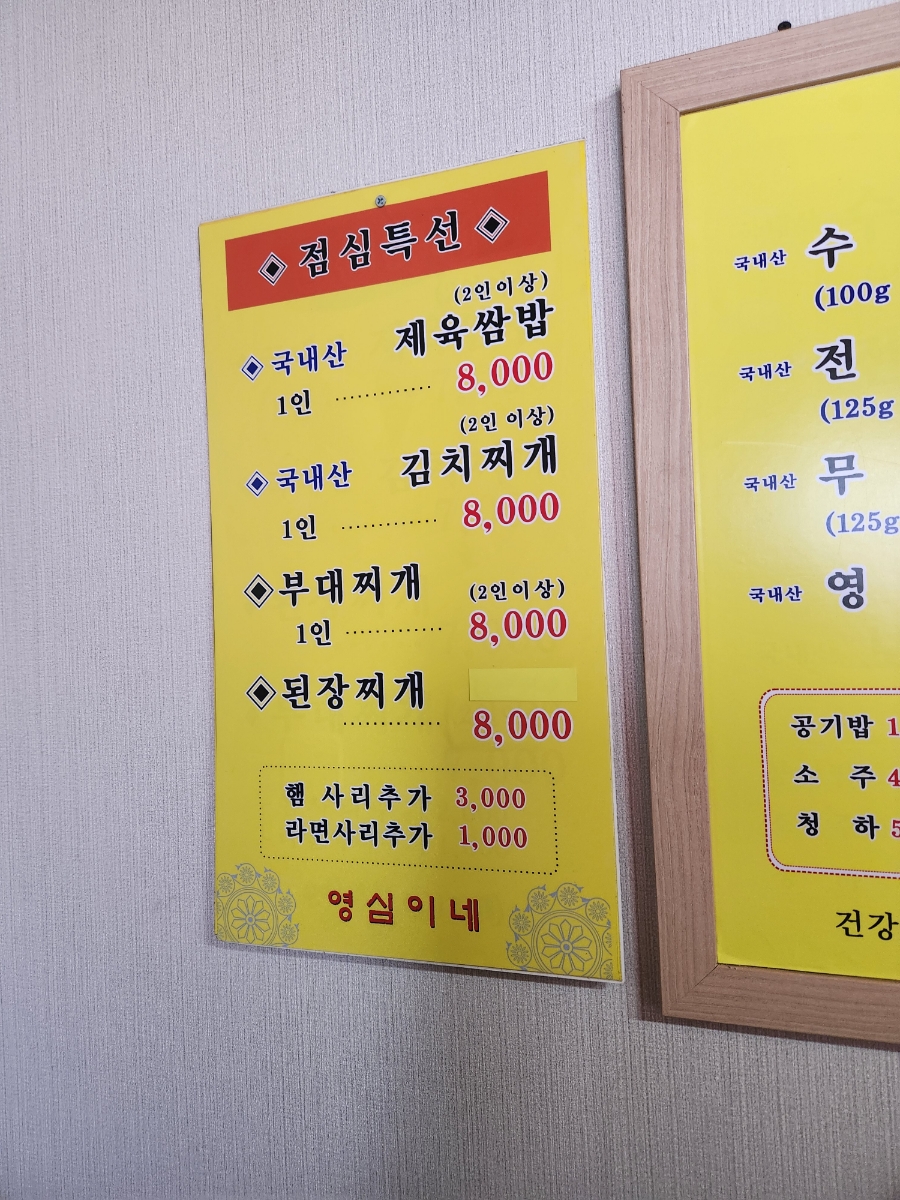 점심특선
(2인이상)
국내산 제육쌈밥
1인 ............ 8,000
(2인 이상)
국내산 김치찌개
1인 ............ 8,000
부대찌개 (2인이상)
1인 ............ 8,000
된장찌개
............ 8,000
햄 사리추가 3,000
라면사리추가 1,000
영심이네
국내산 수
(100g
국내산 전
(125g
국내산 무
(125g
국내산 영
공기밥 1
소 주 4
청 하 5
건강